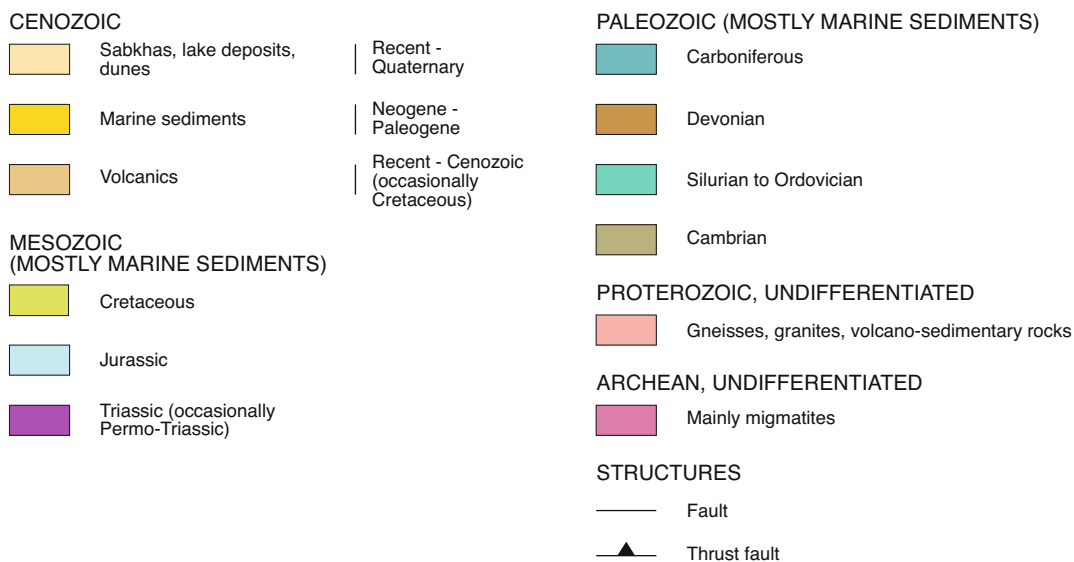 CENOZOIC
Sabkhas, lake deposits,
dunes
Recent -
Quaternary
Marine sediments
Neogene -
Paleogene
Volcanics
Recent - Cenozoic
(occasionally
Cretaceous)
MESOZOIC
(MOSTLY MARINE SEDIMENTS)
Cretaceous
Jurassic
Triassic (occasionally
Permo-Triassic)
PALEOZOIC (MOSTLY MARINE SEDIMENTS)
Carboniferous
Devonian
Silurian to Ordovician
Cambrian
PROTEROZOIC, UNDIFFERENTIATED
Gneisses, granites, volcano-sedimentary rocks
ARCHEAN, UNDIFFERENTIATED
Mainly migmatites
STRUCTURES
Fault
Thrust fault